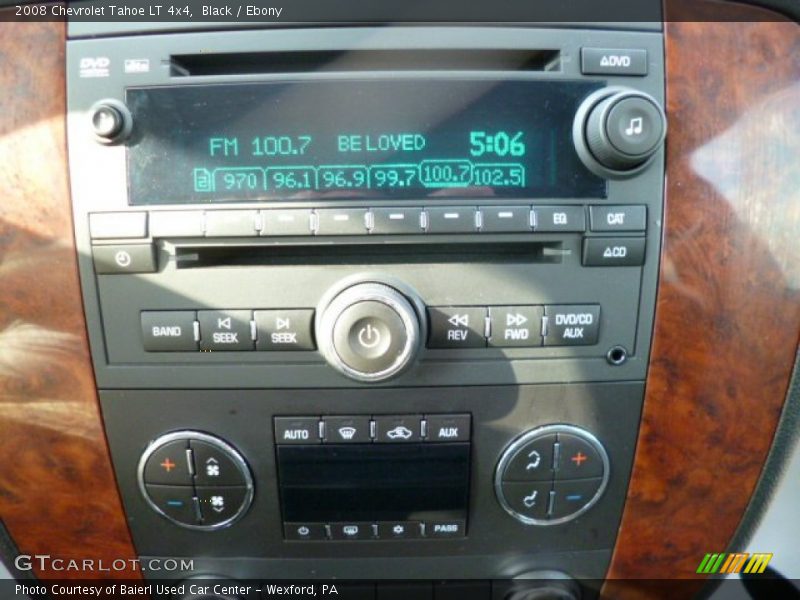 2008 Chevrolet Tahoe LT 4x4, Black / Ebony
DVD
DVD
FM 100.7 BELOVED 5:06
970 96.1 96.9 99.7 100.7 102.5
EQ CAT
CD
BAND SEEK SEEK REV FWD DVD/CD AUX
AUTO AUX
PASS
GTCARLOT.COM
Photo Courtesy of Baierl Used Car Center - Wexford, PA